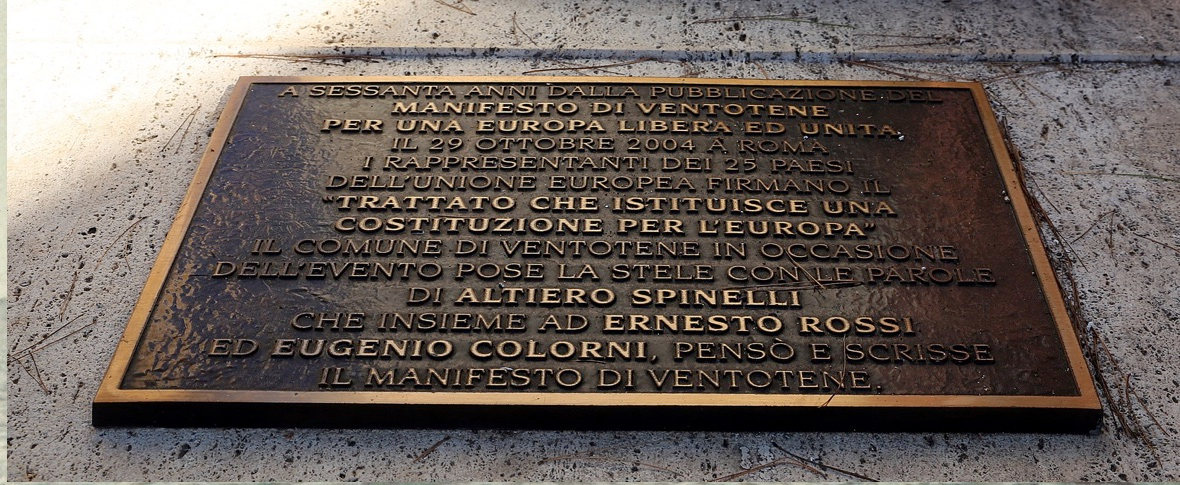 A SESSANTA ANNI DALLA PUBBLICAZIONE DEL
MANIFESTO DI VENTOTENE
PER UNA EUROPA LIBERA ED UNITA
IL 29 OTTOBRE 2004 A ROMA
I RAPPRESENTANTI DEI 25 PAESI
DELL'UNIONE EUROPEA FIRMANO IL
"TRATTATO CHE ISTITUISCE UNA
COSTITUZIONE PER L'EUROPA"
IL COMUNE DI VENTOTENE IN OCCASIONE
DELL'EVENTO POSE LA STELE CON LE PAROLE
DI ALTIERO SPINELLI
CHE INSIEME AD ERNESTO ROSSI
ED EUGENIO COLORNI, PENSÒ E SCRISSE
IL MANIFESTO DI VENTOTENE.